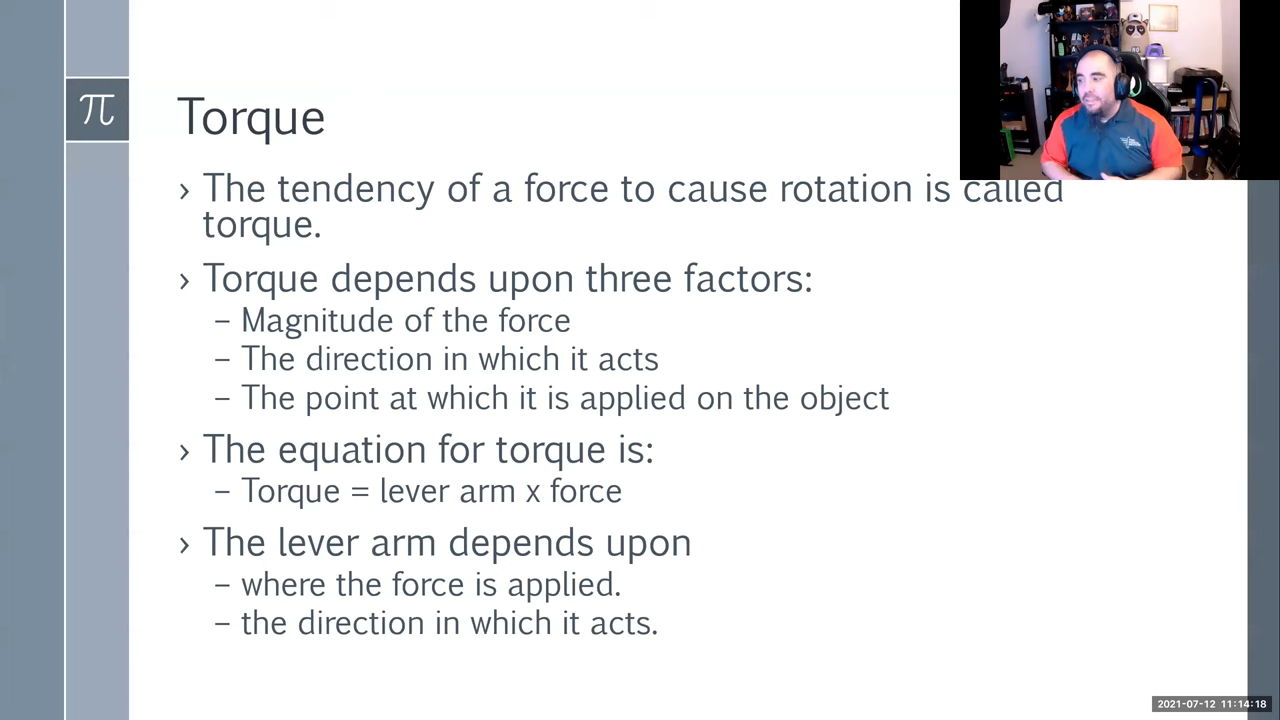 π
Torque
› The tendency of a force to cause rotation is called
torque.
› Torque depends upon three factors:
– Magnitude of the force
– The direction in which it acts
– The point at which it is applied on the object
› The equation for torque is:
– Torque = lever arm x force
› The lever arm depends upon
– where the force is applied.
– the direction in which it acts.
2021-07-12 11:14:18